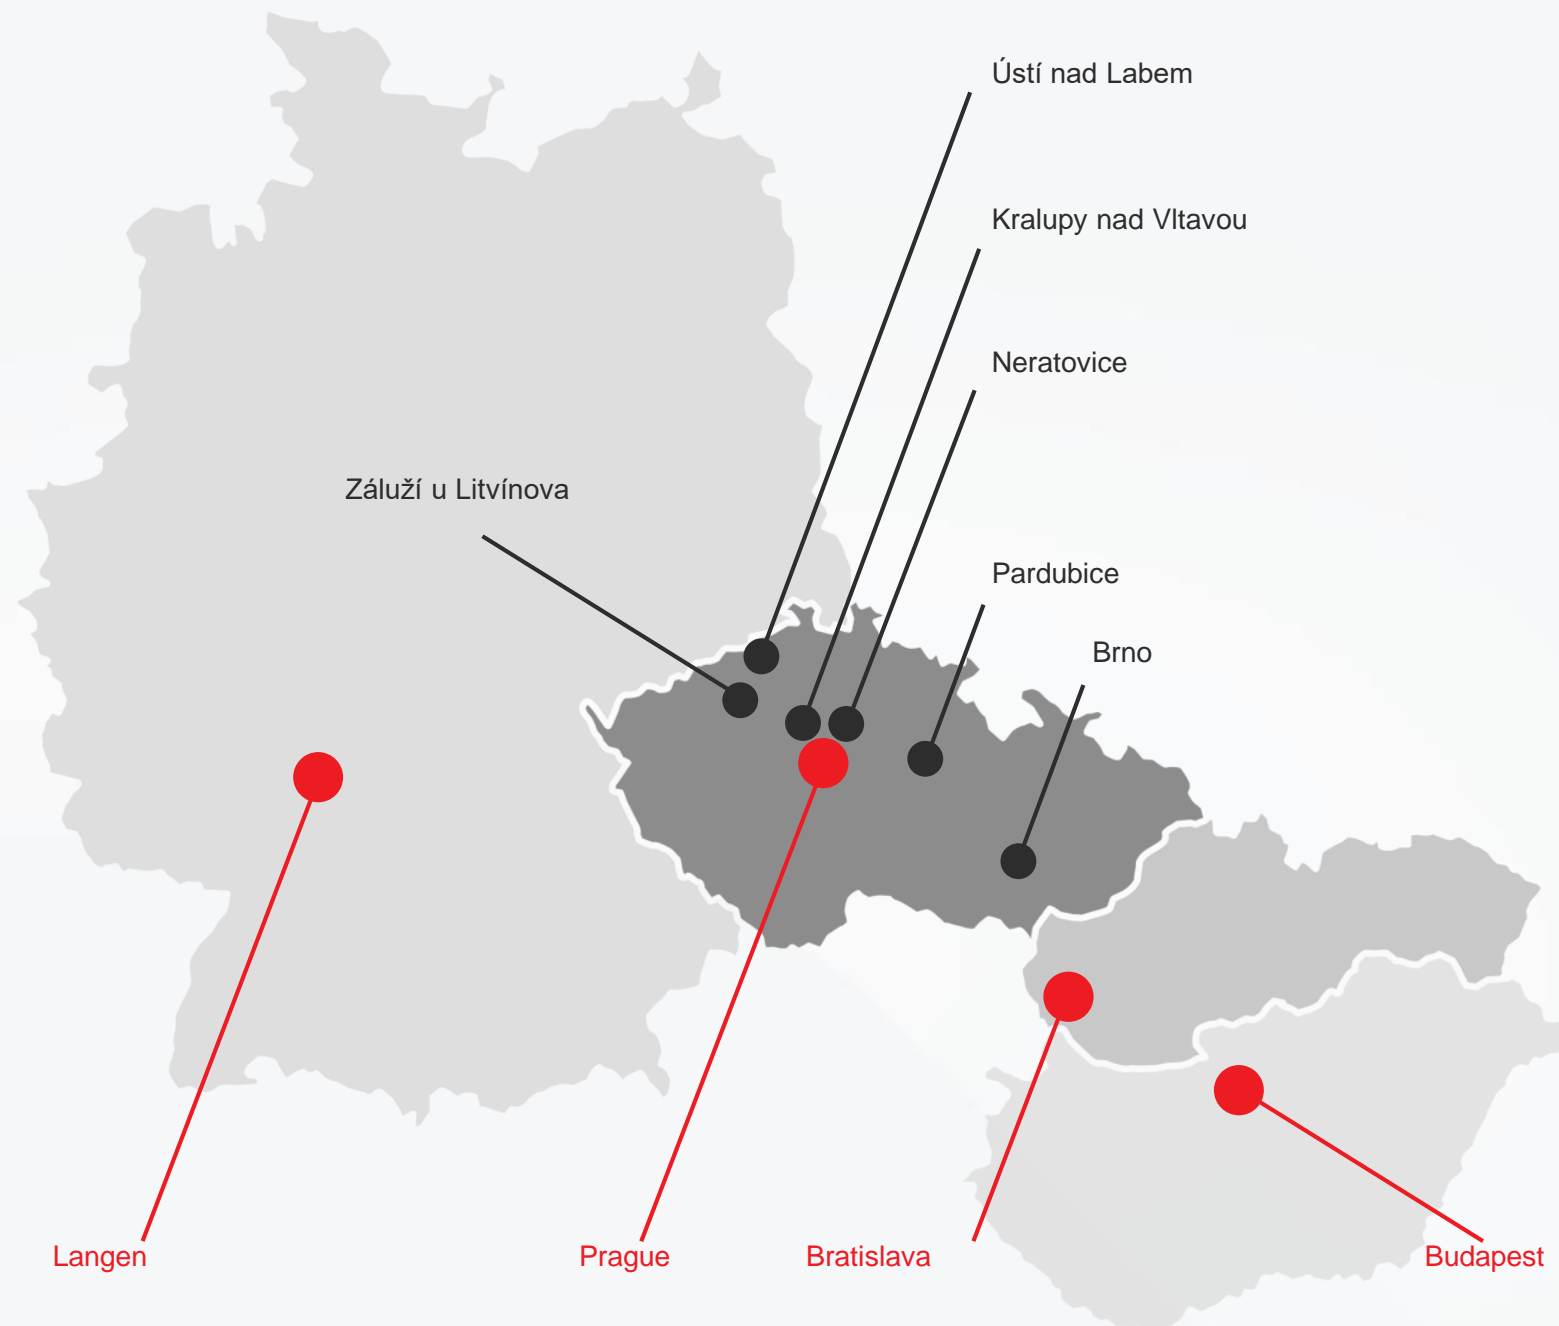 Ústí nad Labem
Kralupy nad Vltavou
Neratovice
Záluží u Litvínova
Pardubice
Brno
Langen
Prague
Bratislava
Budapest